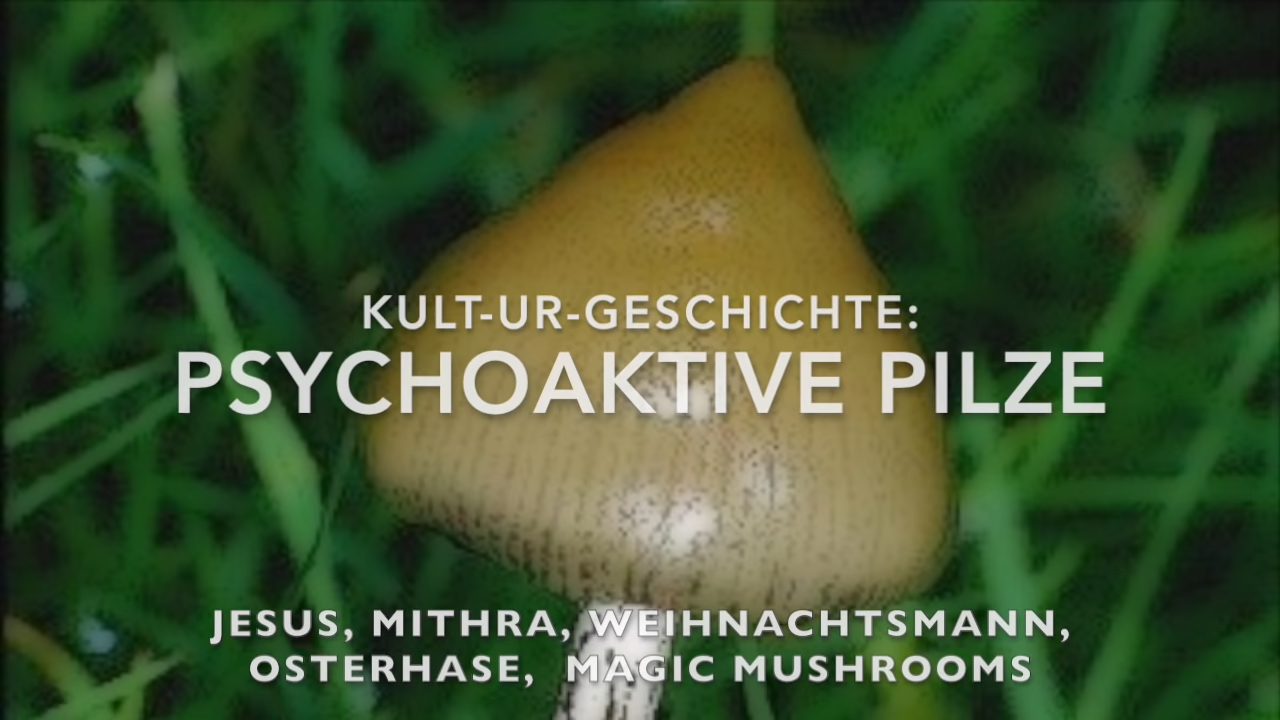 KULT-UR-GESCHICHTE:
PSYCHOAKTIVE PILZE
JESUS, MITHRA, WEIHNACHTSMANN,
OSTERHASE, MAGIC MUSHROOMS